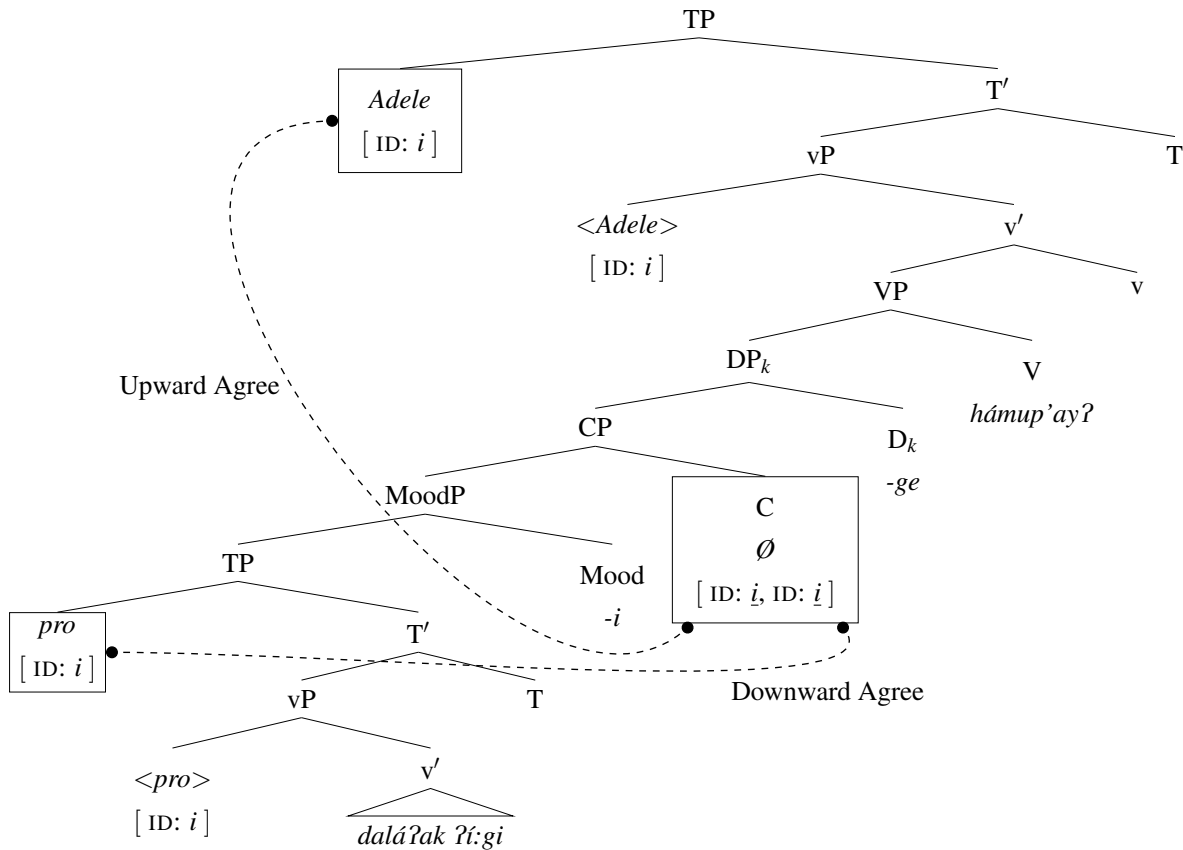 TP
Adele
[ ID: i ]
T′
vP
T
<Adele>
[ ID: i ]
v′
VP
v
Upward Agree
DPk
V
hámup’ayʔ
CP
Dk
-ge
MoodP
C
Ø
[ ID: i, ID: i ]
TP
Mood
-i
pro
[ ID: i ]
T′
Downward Agree
vP
T
<pro>
[ ID: i ]
v′
daláʔak ʔí:gi